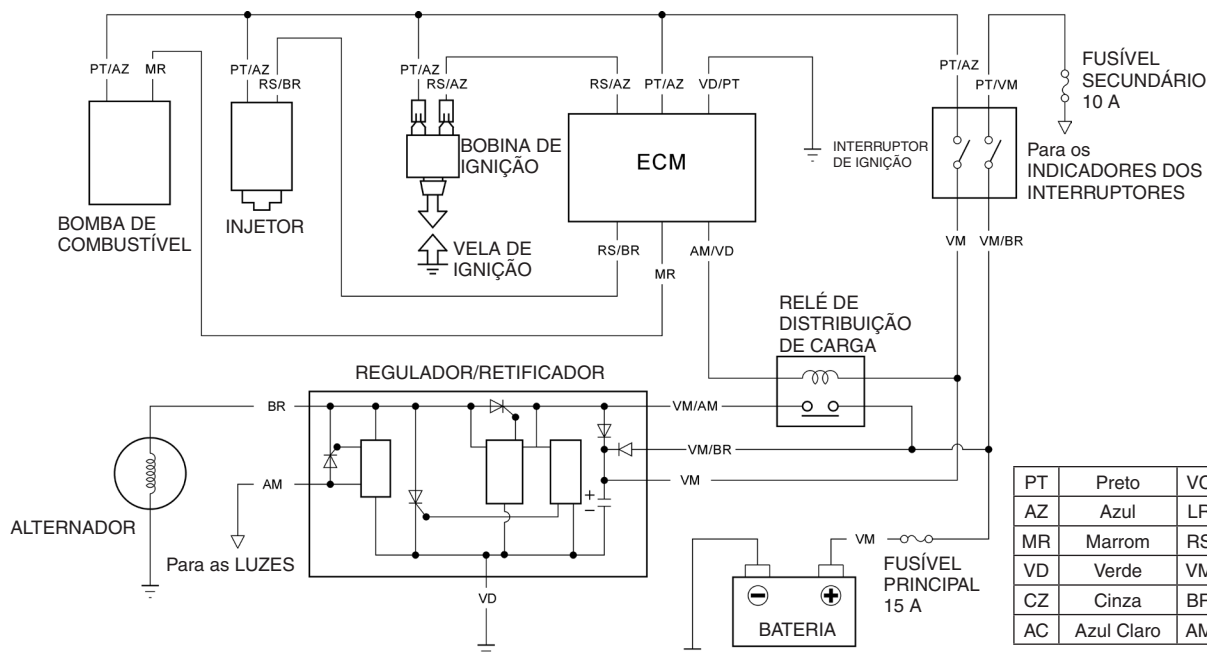 PT/AZ
MR
PT/AZ
RS/BR
PT/AZ
RS/AZ
RS/AZ
PT/AZ
VD/PT
PT/AZ
PT/VM
FUSÍVEL
SECUNDÁRIO
10 A
BOMBA DE
COMBUSTÍVEL
INJETOR
BOBINA DE
IGNIÇÃO
VELA DE
IGNIÇÃO
ECM
INTERRUPTOR
DE IGNIÇÃO
Para os
INDICADORES DOS
INTERRUPTORES
RS/BR
MR
AM/VD
VM
VM/BR
RELÉ DE
DISTRIBUIÇÃO
DE CARGA
REGULADOR/RETIFICADOR
BR
VM/AM
VM/BR
AM
VM
ALTERNADOR
Para as LUZES
VD
VM
FUSÍVEL
PRINCIPAL
15 A
BATERIA
PT Preto
AZ Azul
MR Marrom
VD Verde
CZ Cinza
AC Azul Claro